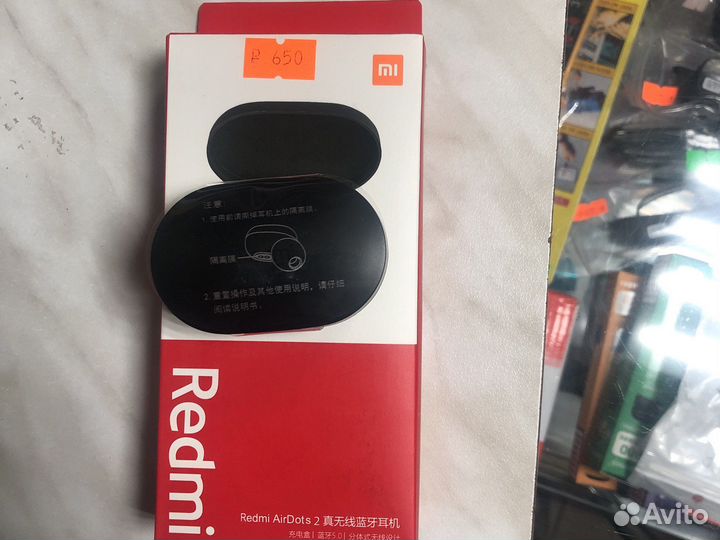 ₽ 650
mi
注意:
1. 使用前请撕掉耳机上的隔离膜。
隔离膜
2. 重置操作及其他使用说明, 请仔细
阅读说明书。
Redmi
Redmi AirDots 2 真无线蓝牙耳机
充电盒 | 蓝牙5.0 | 分体式无线设计
Avito